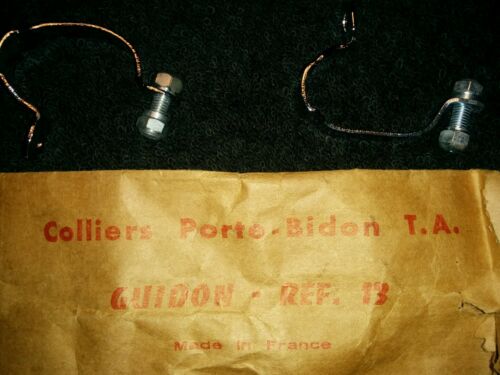 Colliers Porte-Bidon T.A.
GUIDON - REF. 13
Made in France